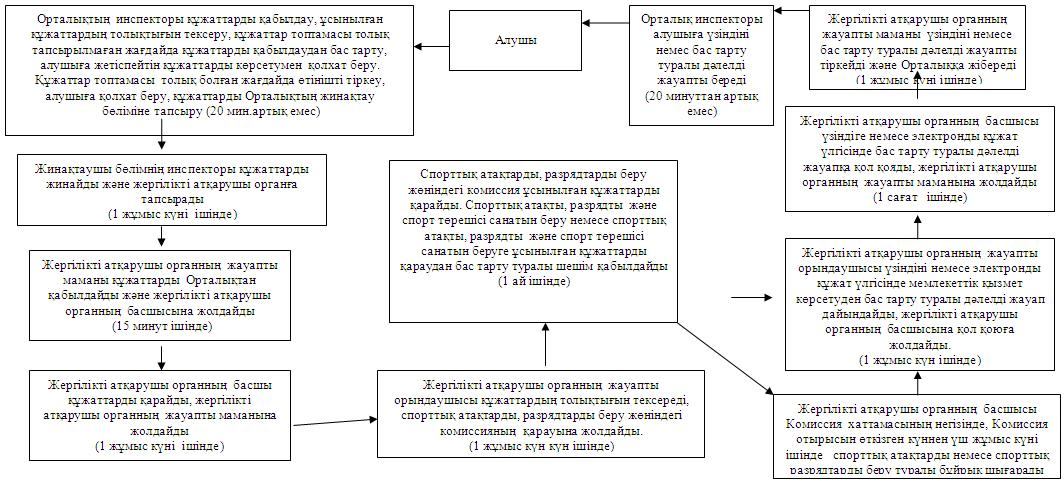 Орталықтың инспекторы құжаттарды қабылдау, ұсынылған
құжаттардың толықтығын тексеру, құжаттар топтамасы толық
тапсырылмаған жағдайда құжаттарды қабылдаудан бас тарту,
алушыға жетіспейтін құжаттарды көрсетумен қолхат беру.
Құжаттар топтамасы толық болған жағдайда өтінішті тіркеу,
алушыға қолхат беру, құжаттарды Орталықтың жинақтау
бөліміне тапсыру (20 мин.артық емес)
Алушы
Орталық инспекторы
алушыға үзіндіні
немес бас тарту
туралы дәлелді
жауапты береді
(20 минуттан артық
емес)
Жергілікті атқарушы органның
жауапты маманы үзіндіні немесе
бас тарту туралы дәлелді жауапты
тіркейді және Орталыққа жібереді
(1 жұмыс күні ішінде)
Жинақтаушы бөлімнің инспекторы құжаттарды
жинайды және жергілікті атқарушы органға
тапсырады
(1 жұмыс күні ішінде)
Жергілікті атқарушы органның жауапты
маманы құжаттарды Орталықтан
қабылдайды және жергілікті атқарушы
органның басшысына жолдайды
(15 минут ішінде)
Жергілікті атқарушы органның басшы
құжаттарды қарайды, жергілікті
атқарушы органның жауапты маманына
жолдайды
(1 жұмыс күні ішінде)
Жергілікті атқарушы органның жауапты
орындаушысы құжаттардың толықтығын тексереді,
спорттық атақтарды, разрядтарды беру жөніндегі
комиссияның қарауына жолдайды.
(1 жұмыс күн күн ішінде)
Спорттық атақтарды, разрядтарды беру
жөніндегі комиссия ұсынылған құжаттарды
қарайды. Спорттық атақты, разрядты және
спорт төрешісі санатын беру немесе спорттық
атақты, разрядты және спорт төрешісі
санатын беруге ұсынылған құжаттарды
қараудан бас тарту туралы шешім қабылдайды
(1 ай ішінде)
Жергілікті атқарушы органның басшысы
Комиссия хаттамасының негізінде, Комиссия
отырысын өткізген күннен үш жұмыс күні
ішінде спорттық атақтарды немесе спорттық
разрядтарды беру туралы бұйрық шығарады
Жергілікті атқарушы органның жауапты
орындаушысы үзіндіні немесе электронды
құжат үлгісінде мемлекеттік қызмет
көрсетуден бас тарту туралы дәлелді жауап
дайындайды, жергілікті атқарушы
органның басшысына қол қоюға
жолдайды.
(1 жұмыс күн ішінде)
Жергілікті атқарушы органның басшысы
үзіндіге немесе электронды құжат
үлгісінде бас тарту туралы дәлелді
жауапқа қол қояды, жергілікті атқарушы
органның жауапты маманына жолдайды
(1 сағат ішінде)